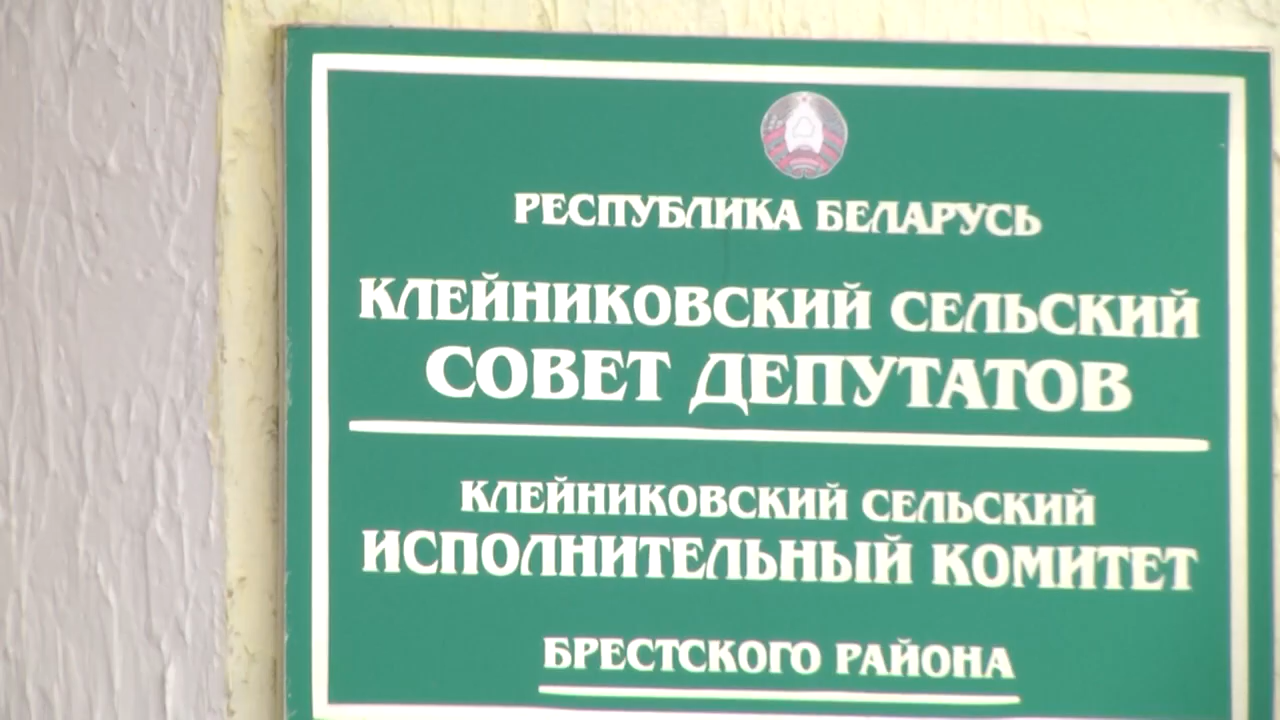 РЕСПУБЛИКА БЕЛАРУСЬ
КЛЕЙНИКОВСКИЙ СЕЛЬСКИЙ
СОВЕТ ДЕПУТАТОВ
КЛЕЙНИКОВСКИЙ СЕЛЬСКИЙ
ИСПОЛНИТЕЛЬНЫЙ КОМИТЕТ
БРЕСТСКОГО РАЙОНА